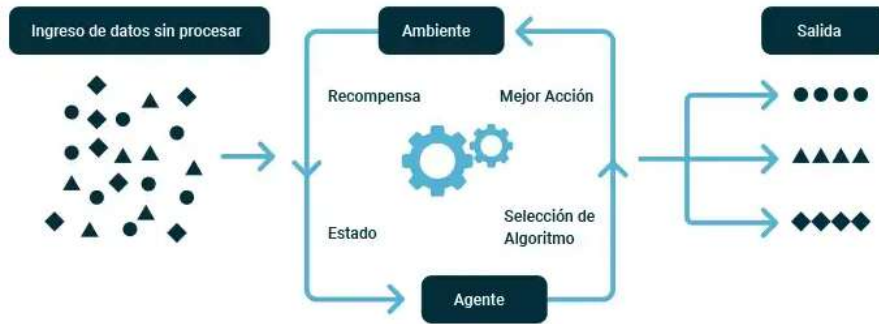 Ingreso de datos sin procesar
Ambiente
Salida
Recompensa
Mejor Acción
Estado
Selección de
Algoritmo
Agente